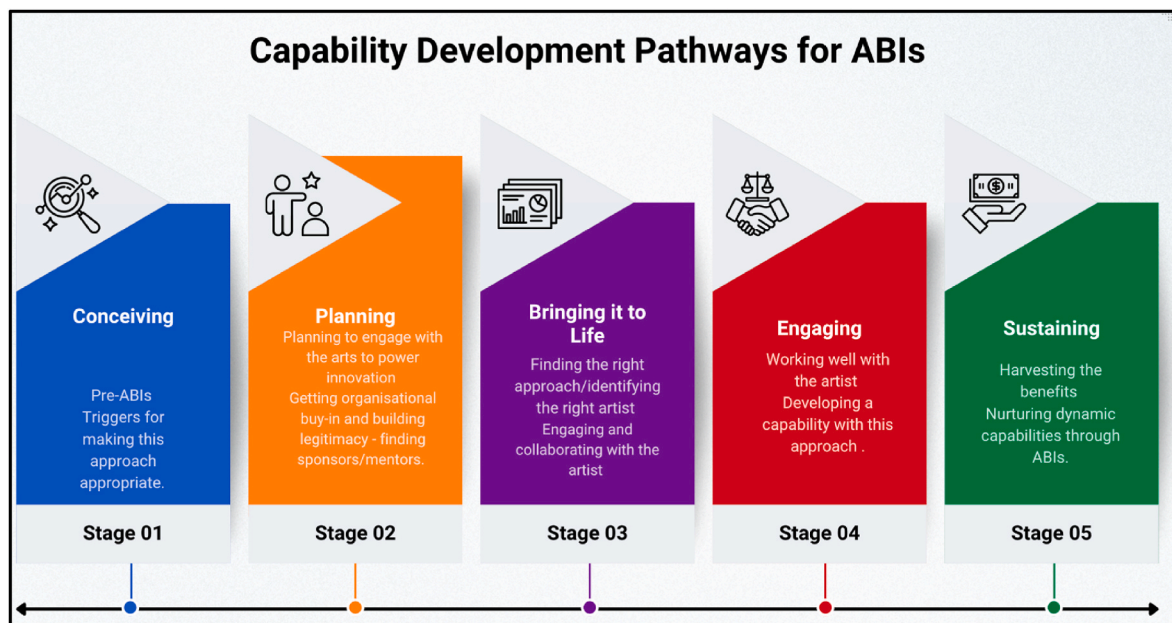 Capability Development Pathways for ABIs
Conceiving
Pre-ABIs
Triggers for
making this
approach
appropriate.
Stage 01
Planning
Planning to engage with
the arts to power
innovation
Getting organisational
buy-in and building
legitimacy - finding
sponsors/mentors.
Stage 02
Bringing it to
Life
Finding the right
approach/identifying
the right artist
Engaging and
collaborating with the
artist
Stage 03
Engaging
Working well with
the artist
Developing a
capability with this
approach .
Stage 04
Sustaining
Harvesting the
benefits
Nurturing dynamic
capabilities through
ABIs.
Stage 05